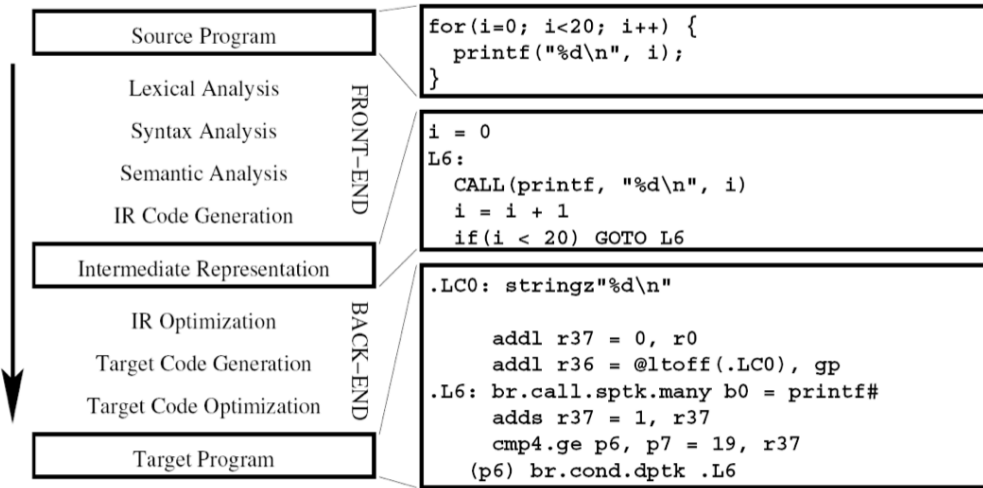 Source Program
Lexical Analysis
Syntax Analysis
Semantic Analysis
IR Code Generation
FRONT-END
Intermediate Representation
IR Optimization
Target Code Generation
Target Code Optimization
BACK-END
Target Program
for(i=0; i<20; i++) {
  printf("%d\n", i);
}
i = 0
L6:
  CALL(printf, "%d\n", i)
  i = i + 1
  if(i < 20) GOTO L6
.LC0: stringz"%d\n"
     addl r37 = 0, r0
     addl r36 = @ltoff(.LC0), gp
.L6: br.call.sptk.many b0 = printf#
     adds r37 = 1, r37
     cmp4.ge p6, p7 = 19, r37
   (p6) br.cond.dptk .L6